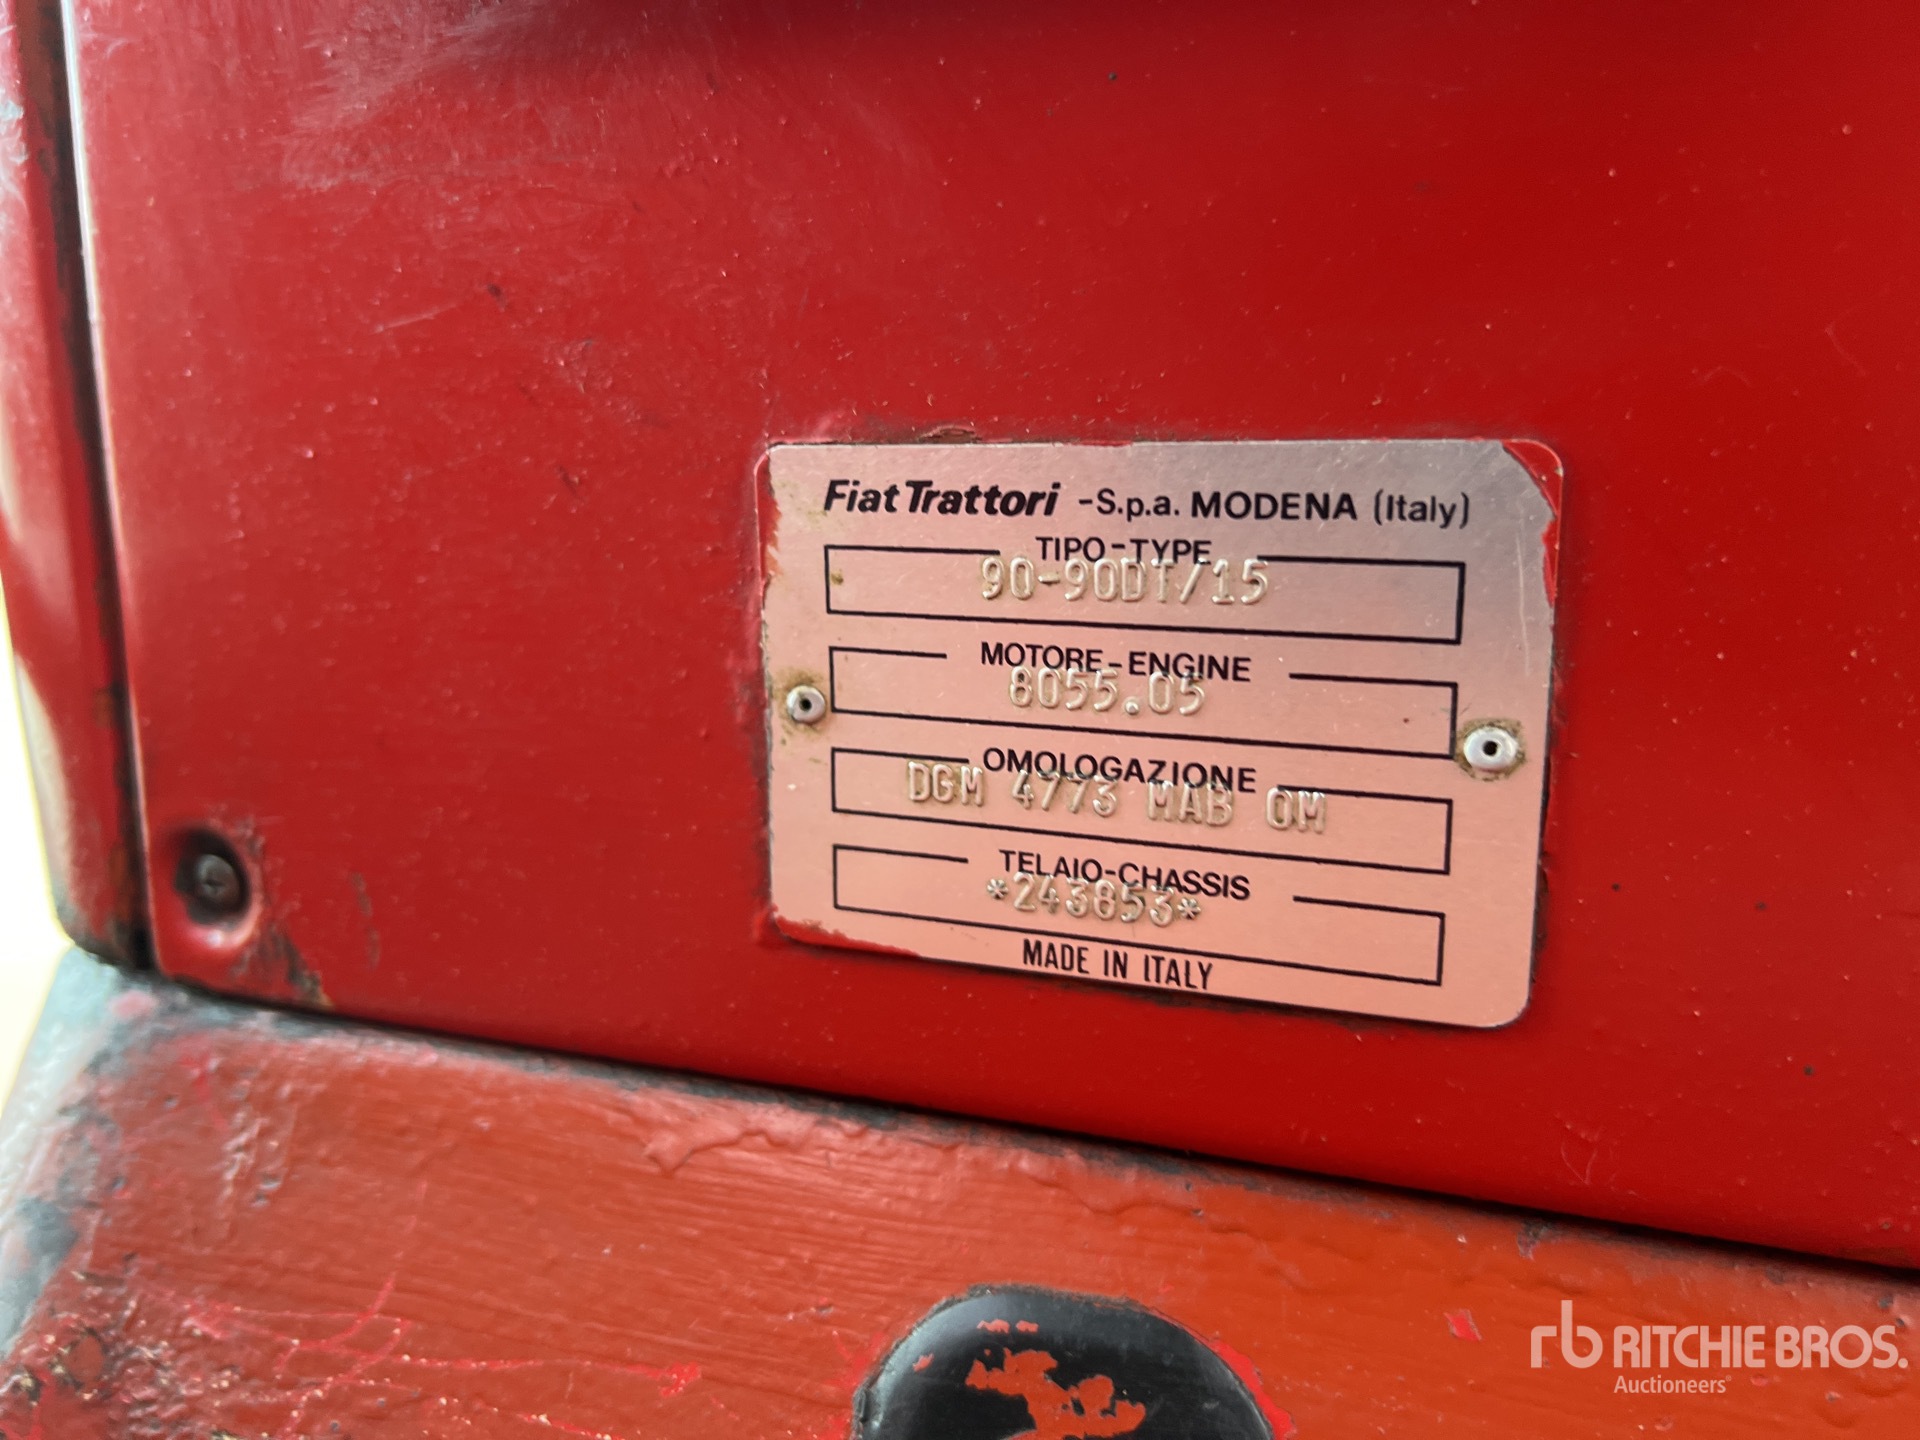 Fiat Trattori -S.p.a. MODENA (Italy)
TIPO-TYPE
90-90DT/15
MOTORE-ENGINE
8055.05
OMOLOGAZIONE
DGM 4773 MAB OM
TELAIO-CHASSIS
*243853*
MADE IN ITALY
rb RITCHIE BROS.
Auctioneers